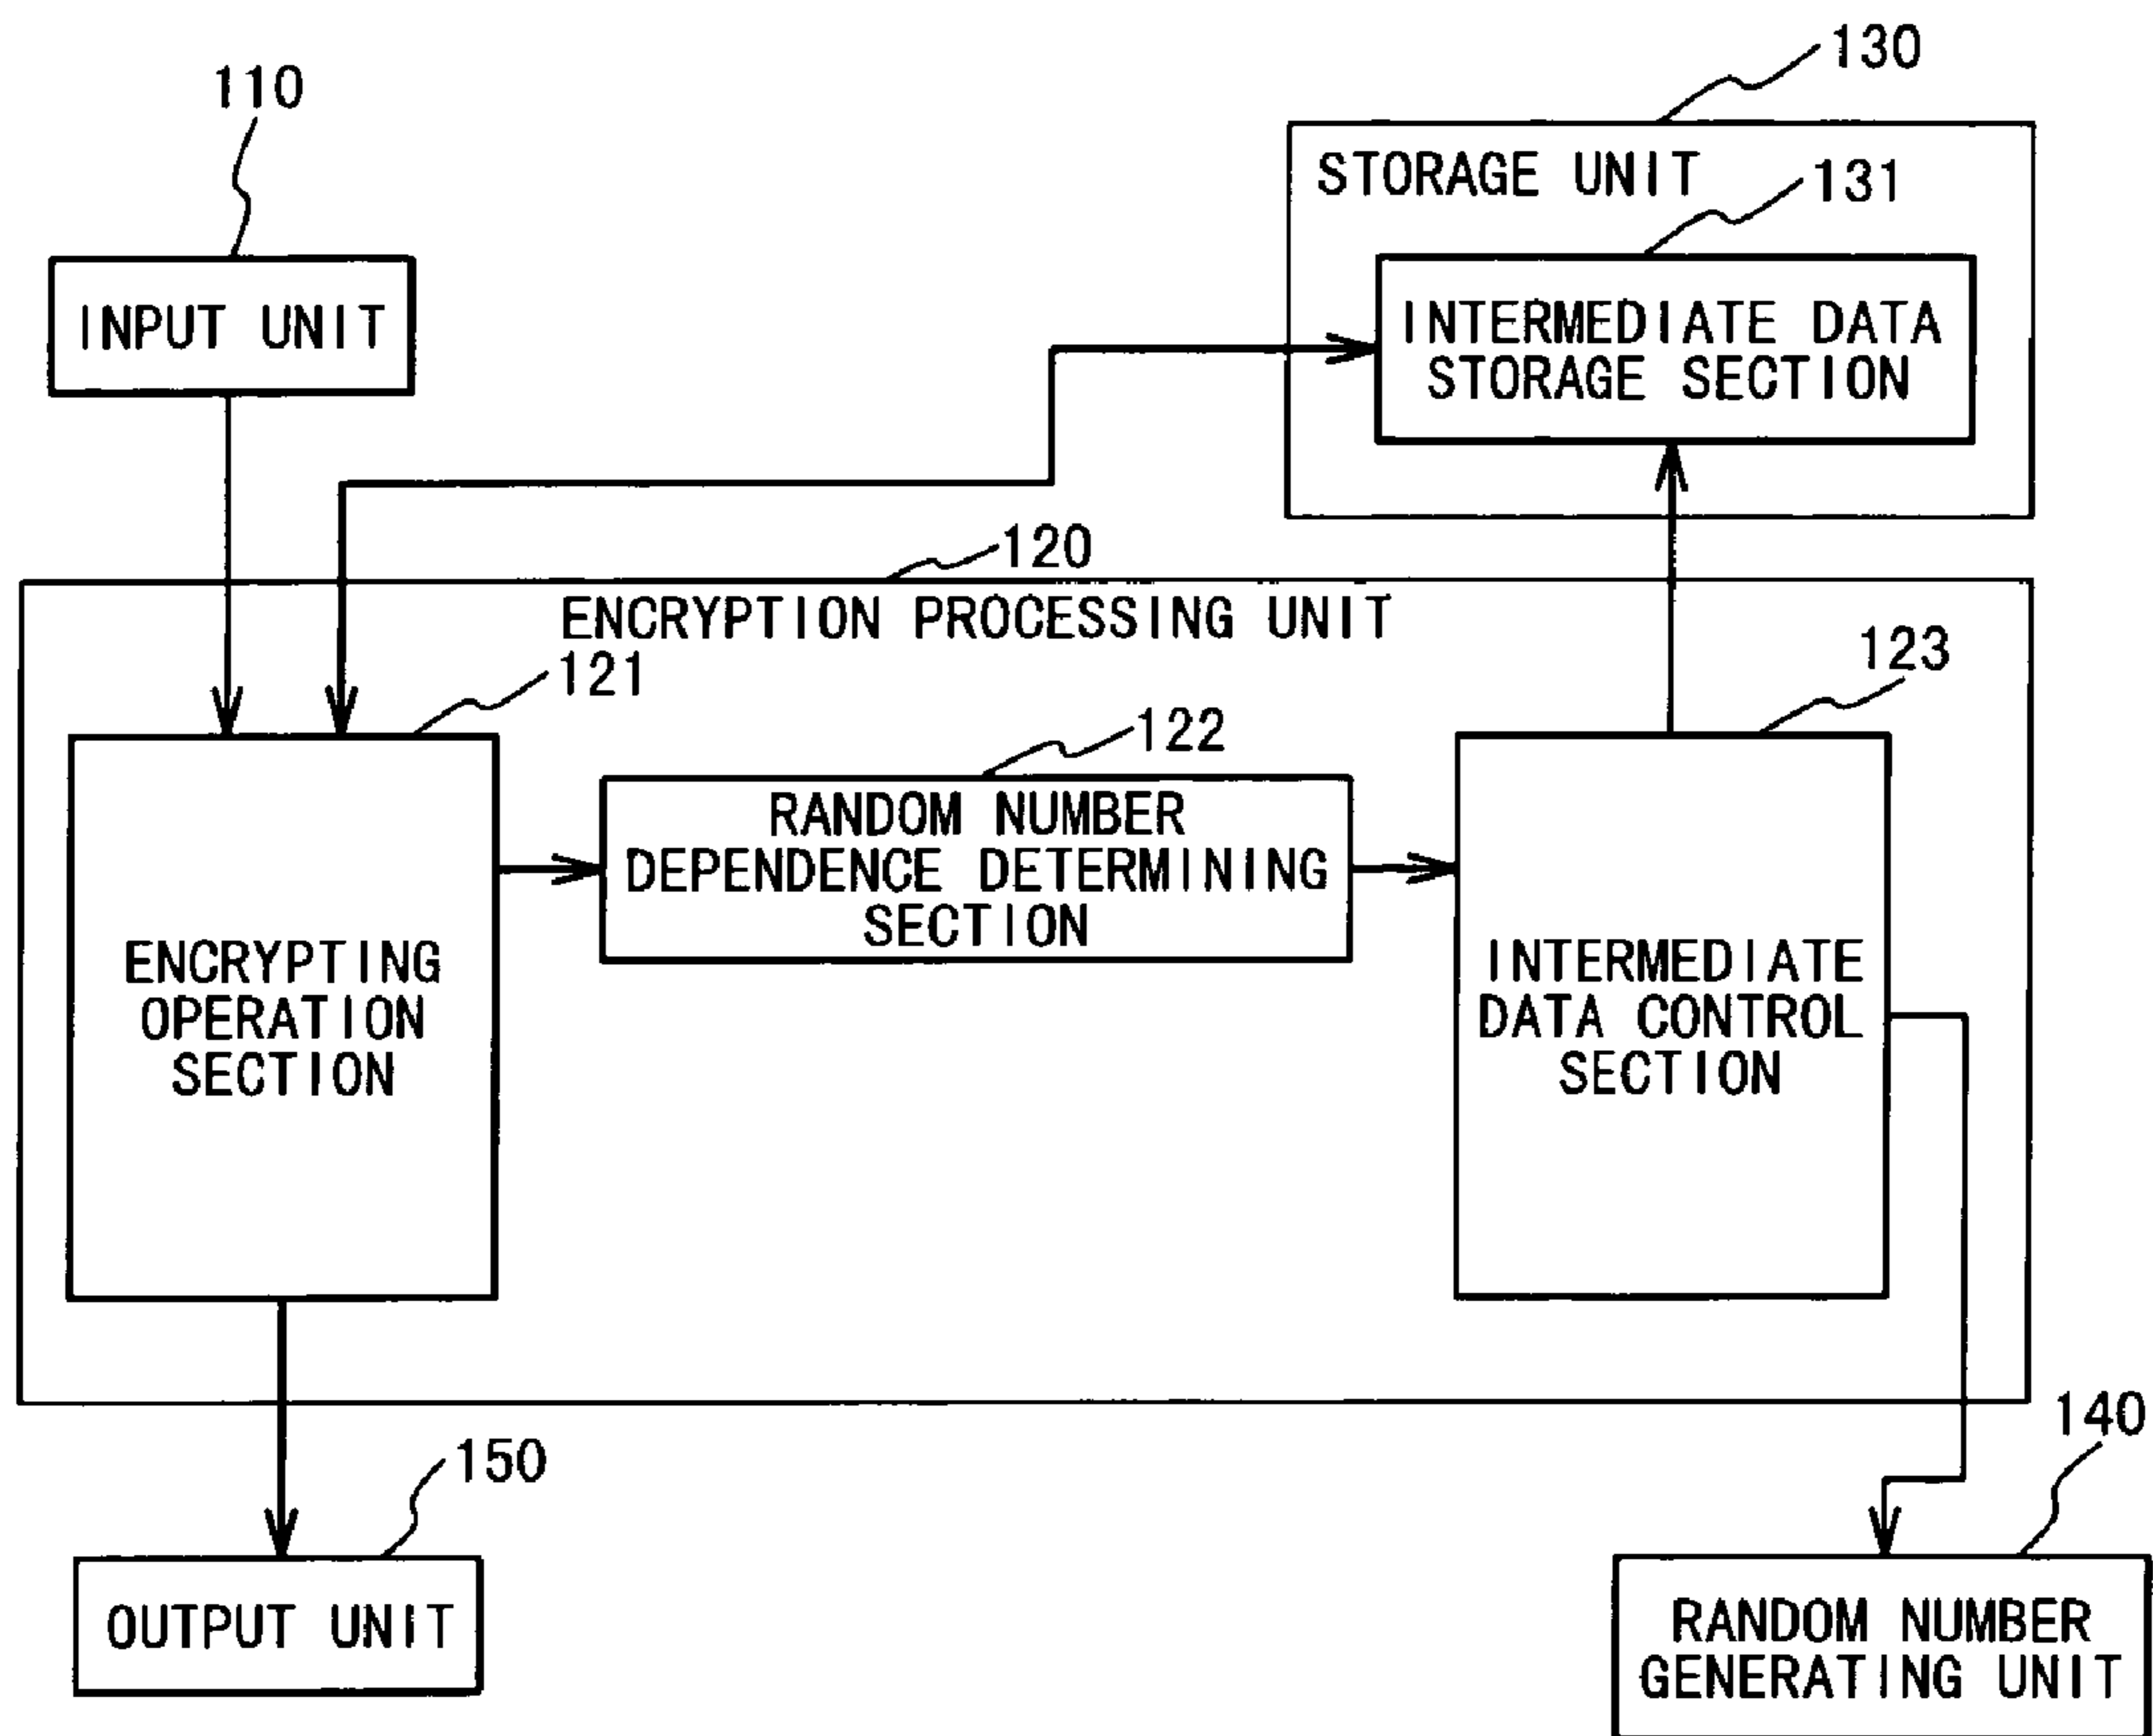 130
110
STORAGE UNIT
131
INPUT UNIT
INTERMEDIATE DATA
STORAGE SECTION
120
ENCRYPTION PROCESSING UNIT
121
123
122
RANDOM NUMBER
DEPENDENCE DETERMINING
SECTION
ENCRYPTING
OPERATION
SECTION
INTERMEDIATE
DATA CONTROL
SECTION
140
150
OUTPUT UNIT
RANDOM NUMBER
GENERATING UNIT